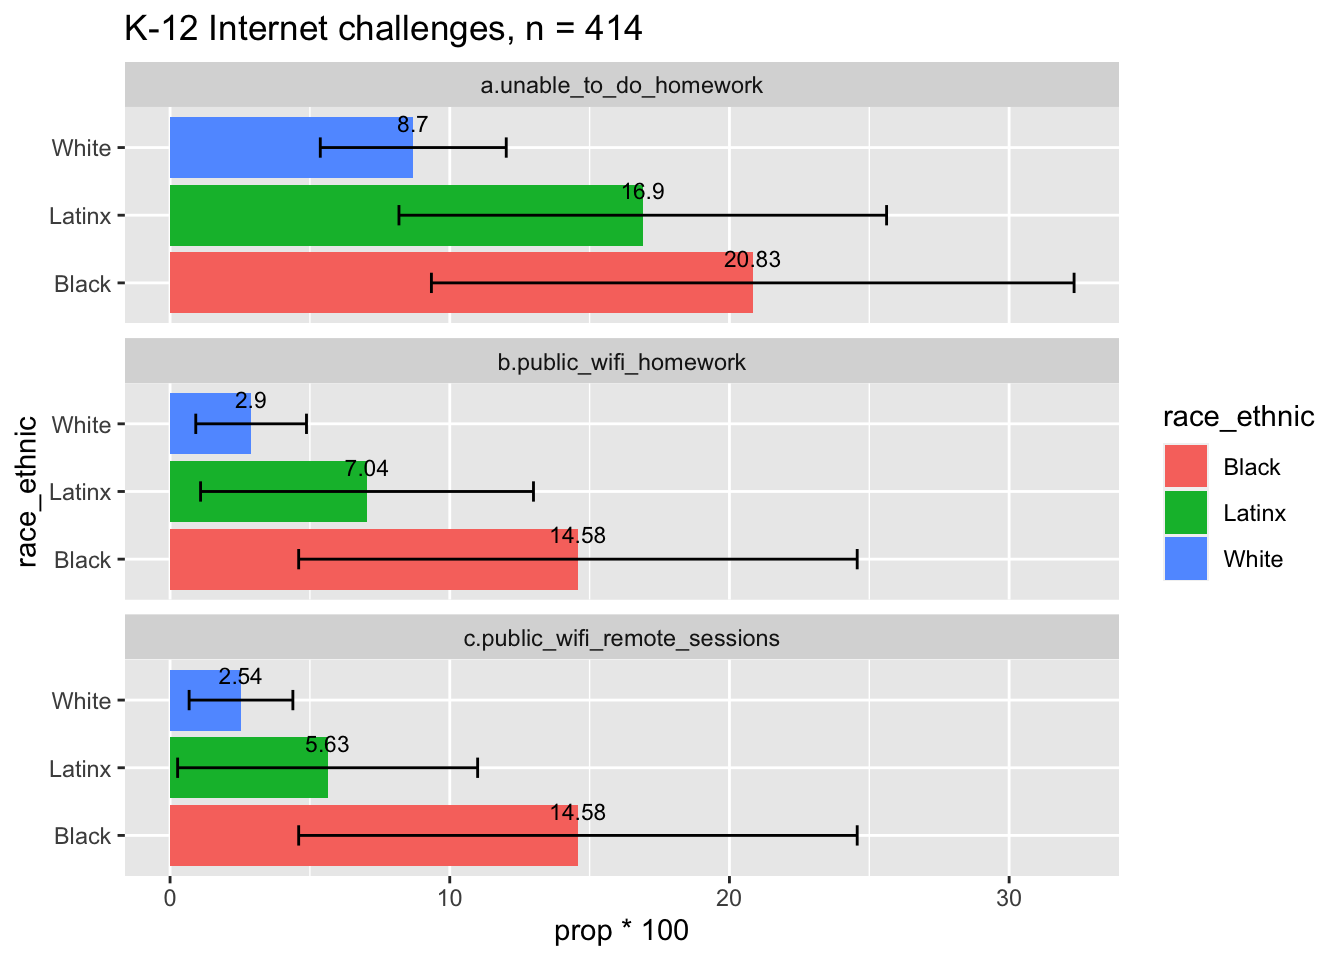 K-12 Internet challenges, n = 414
a.unable_to_do_homework
White
8.7
Latinx
16.9
Black
20.83
b.public_wifi_homework
White
2.9
Latinx
7.04
Black
14.58
c.public_wifi_remote_sessions
White
2.54
Latinx
5.63
Black
14.58
0 10 20 30
prop * 100
race_ethnic
race_ethnic
Black
Latinx
White